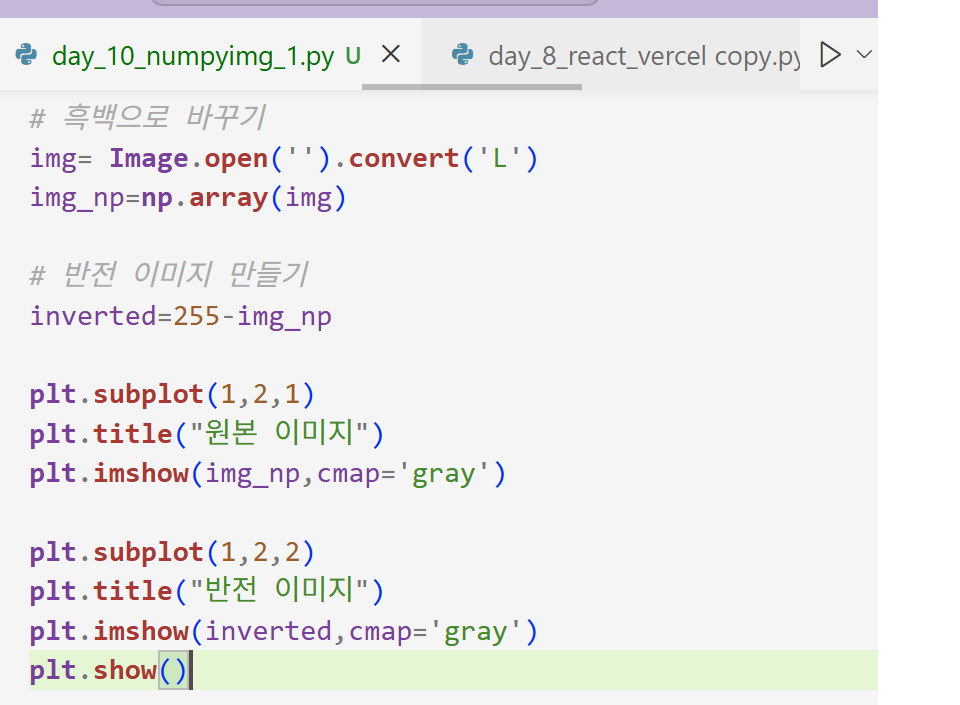 day_10_numpyimg_1.py U
day_8_react_vercel copy.py
# 흑백으로 바꾸기
img= Image.open('').convert('L')
img_np=np.array(img)
# 반전 이미지 만들기
inverted=255-img_np
plt.subplot(1,2,1)
plt.title("원본 이미지")
plt.imshow(img_np,cmap='gray')
plt.subplot(1,2,2)
plt.title("반전 이미지")
plt.imshow(inverted,cmap='gray')
plt.show()